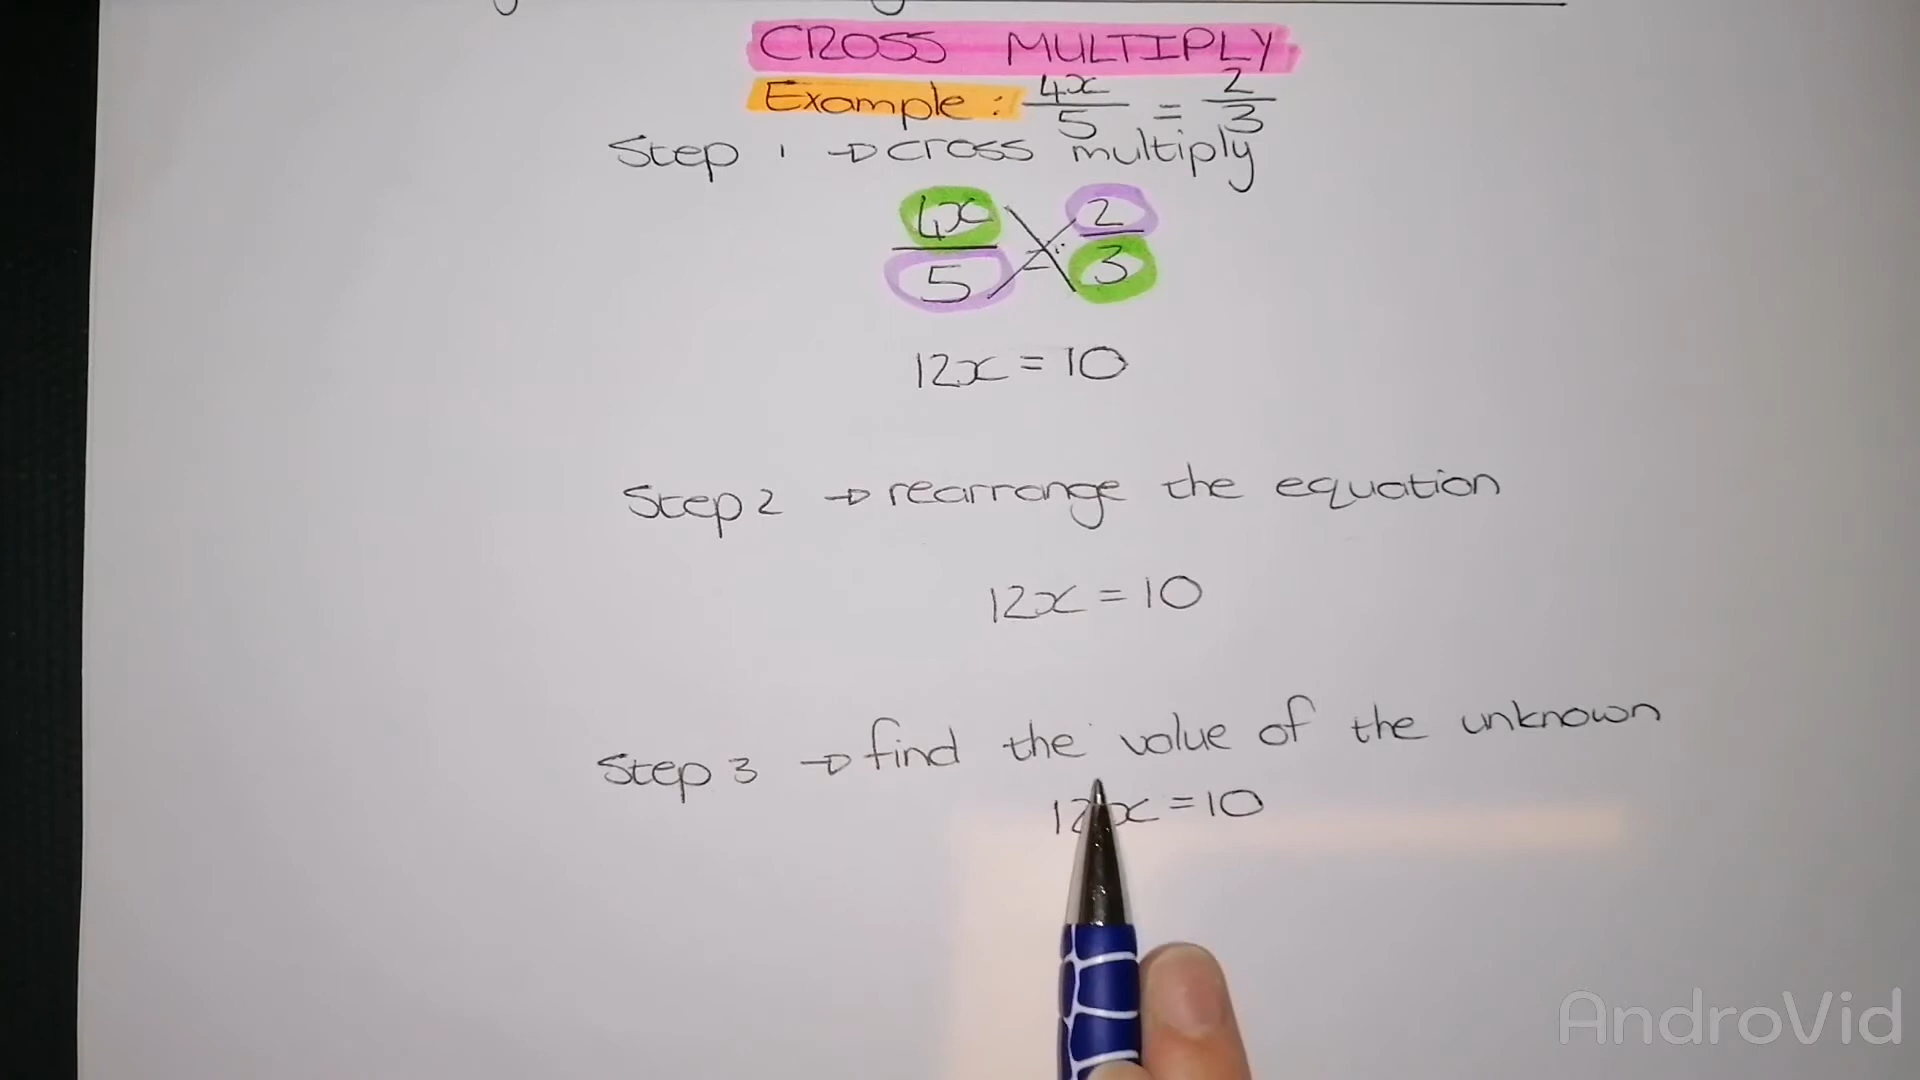 CROSS MULTIPLY
Example: 4x/5 = 2/3
Step 1 → cross multiply
4x/5 = 2/3
12x = 10
Step 2 → rearrange the equation
12x = 10
Step 3 → find the value of the unknown
12x = 10
AndroVid